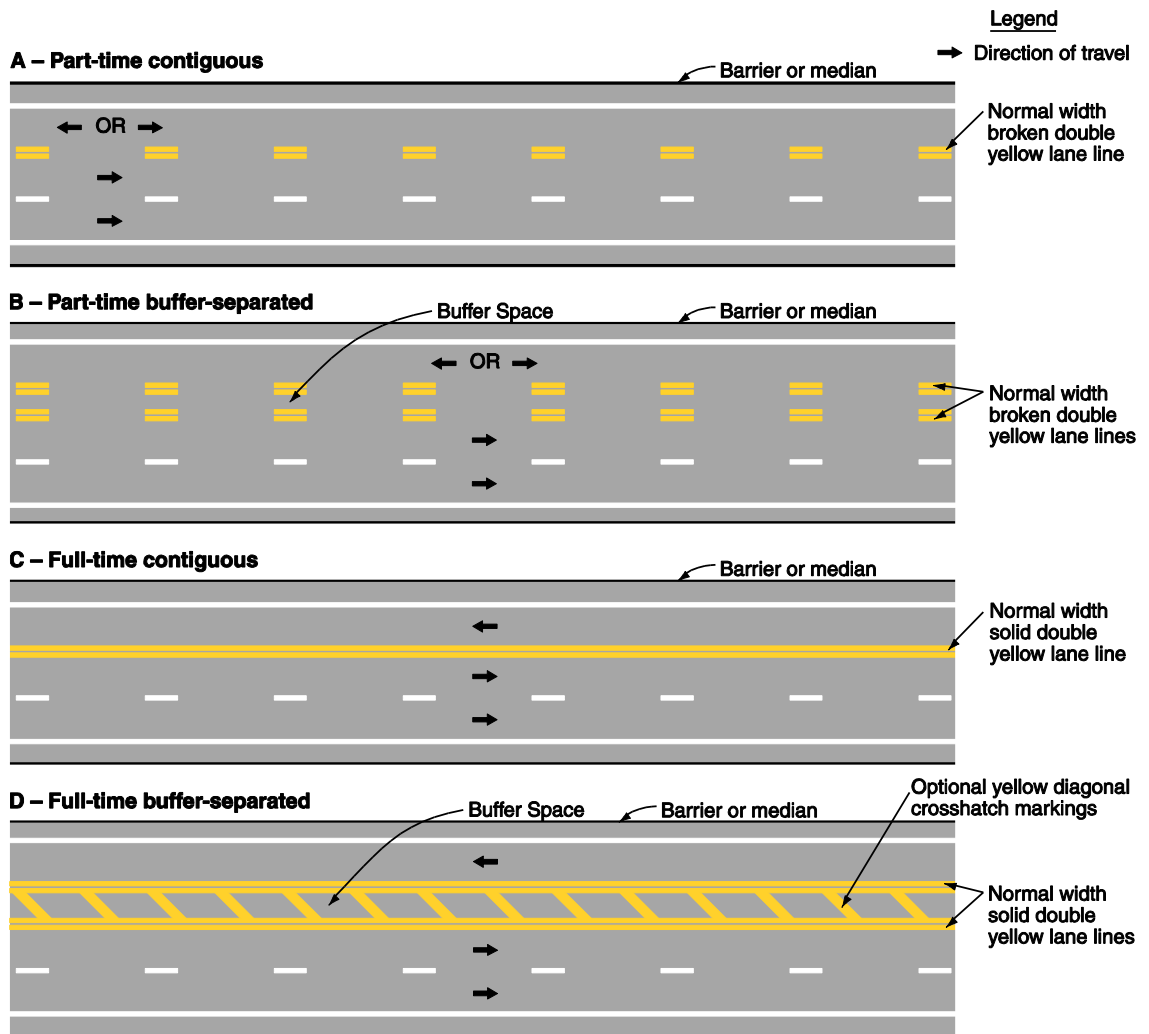 Legend
Direction of travel
A – Part-time contiguous
Barrier or median
OR
Normal width
broken double
yellow lane line
B – Part-time buffer-separated
Buffer Space
Barrier or median
OR
Normal width
broken double
yellow lane lines
C – Full-time contiguous
Barrier or median
Normal width
solid double
yellow lane line
D – Full-time buffer-separated
Buffer Space
Barrier or median
Optional yellow diagonal
crosshatch markings
Normal width
solid double
yellow lane lines